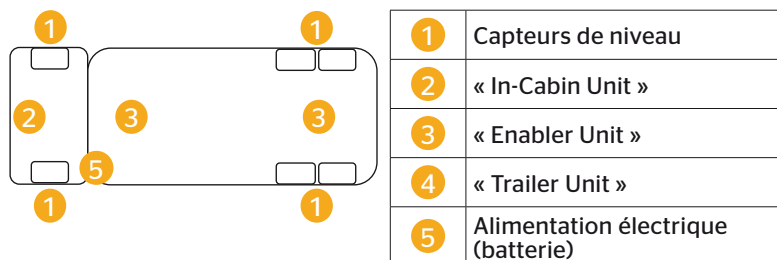 1 1
2 3 3
5
1 1
1 Capteurs de niveau
2 « In-Cabin Unit »
3 « Enabler Unit »
4 « Trailer Unit »
5 Alimentation électrique
(batterie)